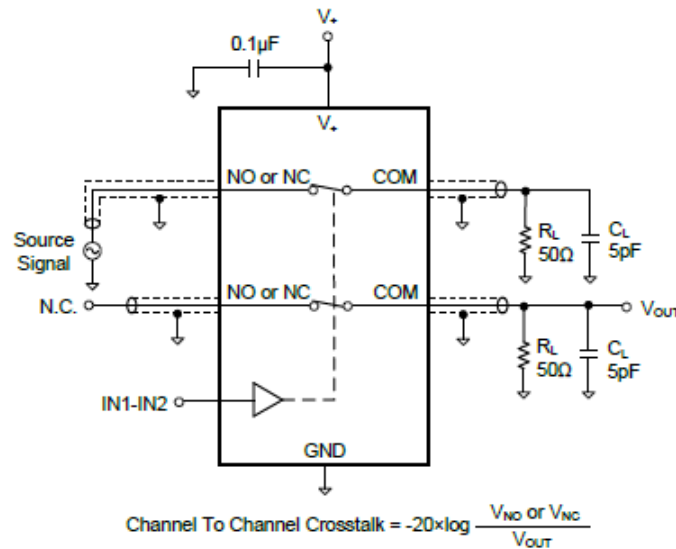 V+
0.1µF
V+
NO or NC
COM
Source
Signal
RL
50Ω
CL
5pF
N.C.
NO or NC
COM
VOUT
RL
50Ω
CL
5pF
IN1-IN2
GND
Channel To Channel Crosstalk = -20×log VNO or VNC
VOUT